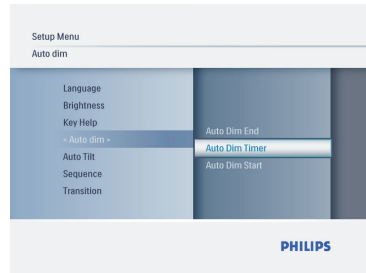 Setup Menu
Auto dim
Language
Brightness
Key Help
« Auto dim »
Auto Tilt
Sequence
Transition
Auto Dim End
Auto Dim Timer
Auto Dim Start
PHILIPS